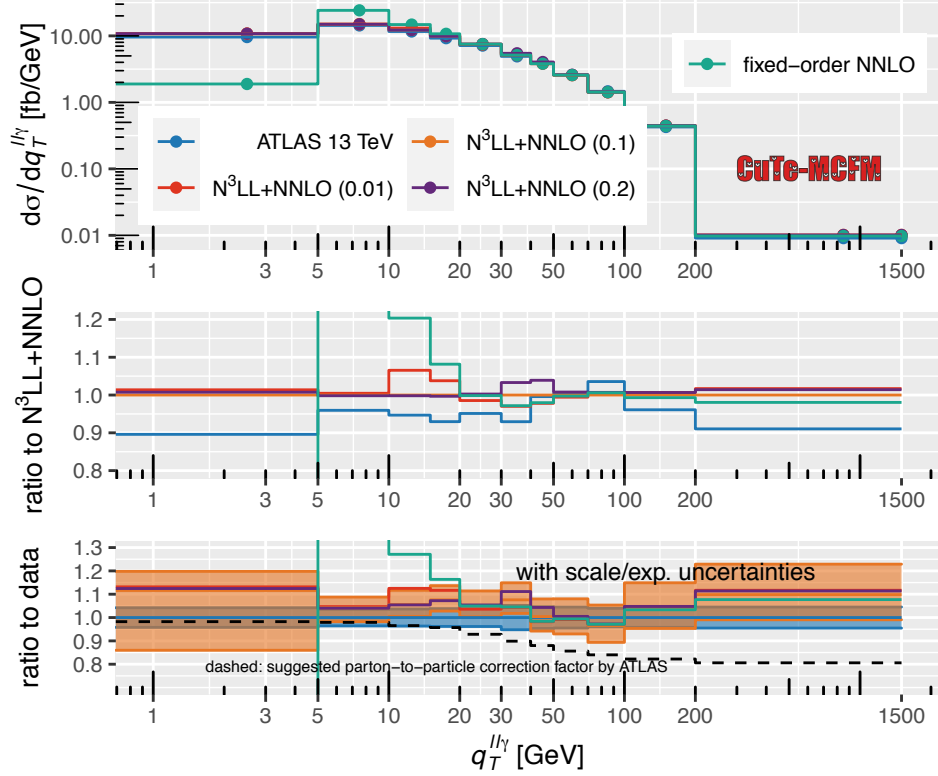 dσ/dq_T^{llγ} [fb/GeV]
10.00
1.00
0.10
0.01
fixed−order NNLO
ATLAS 13 TeV
N³LL+NNLO (0.1)
N³LL+NNLO (0.01)
N³LL+NNLO (0.2)
CuTe-MCFM
1 3 5 10 20 30 50 100 200 1500
ratio to N³LL+NNLO
1.2
1.1
1.0
0.9
0.8
1 3 5 10 20 30 50 100 200 1500
ratio to data
1.3
1.2
1.1
1.0
0.9
0.8
with scale/exp. uncertainties
dashed: suggested parton−to−particle correction factor by ATLAS
1 3 5 10 20 30 50 100 200 1500
q_T^{llγ} [GeV]